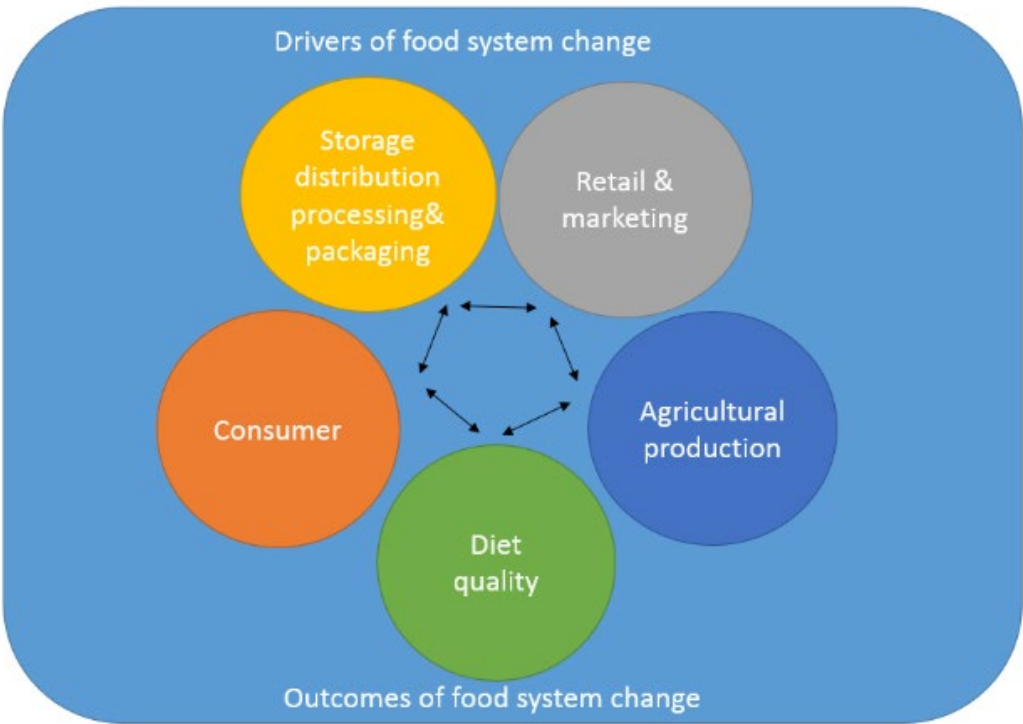 Drivers of food system change
Storage
distribution
processing&
packaging
Retail &
marketing
Consumer
Agricultural
production
Diet
quality
Outcomes of food system change